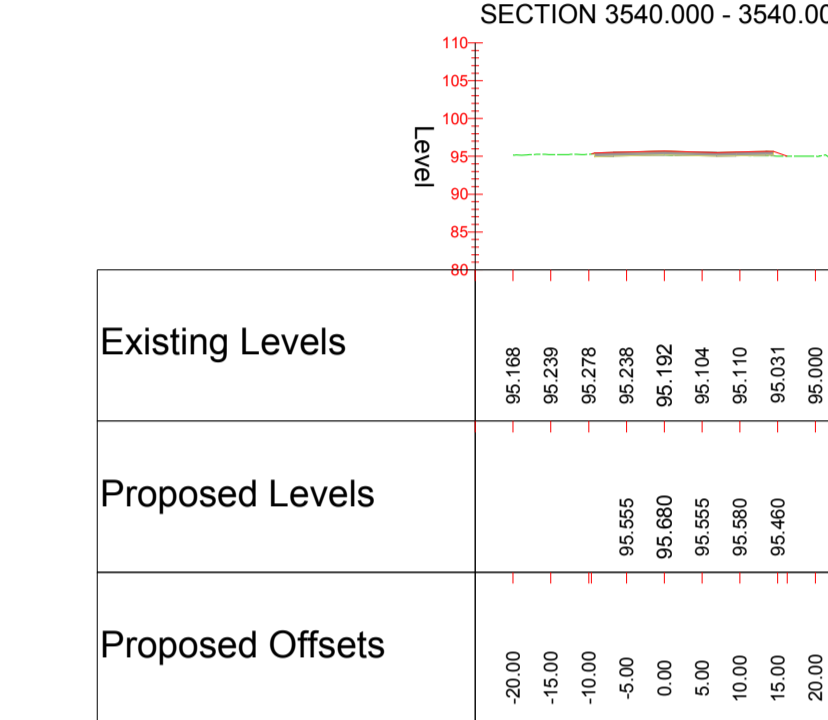 SECTION 3540.000 - 3540.00
110
105
100
95
90
85
80
Level
Existing Levels
95.168 95.239 95.278 95.238 95.192 95.104 95.110 95.031 95.000
Proposed Levels
95.555 95.680 95.555 95.580 95.460
Proposed Offsets
-20.00 -15.00 -10.00 -5.00 0.00 5.00 10.00 15.00 20.00